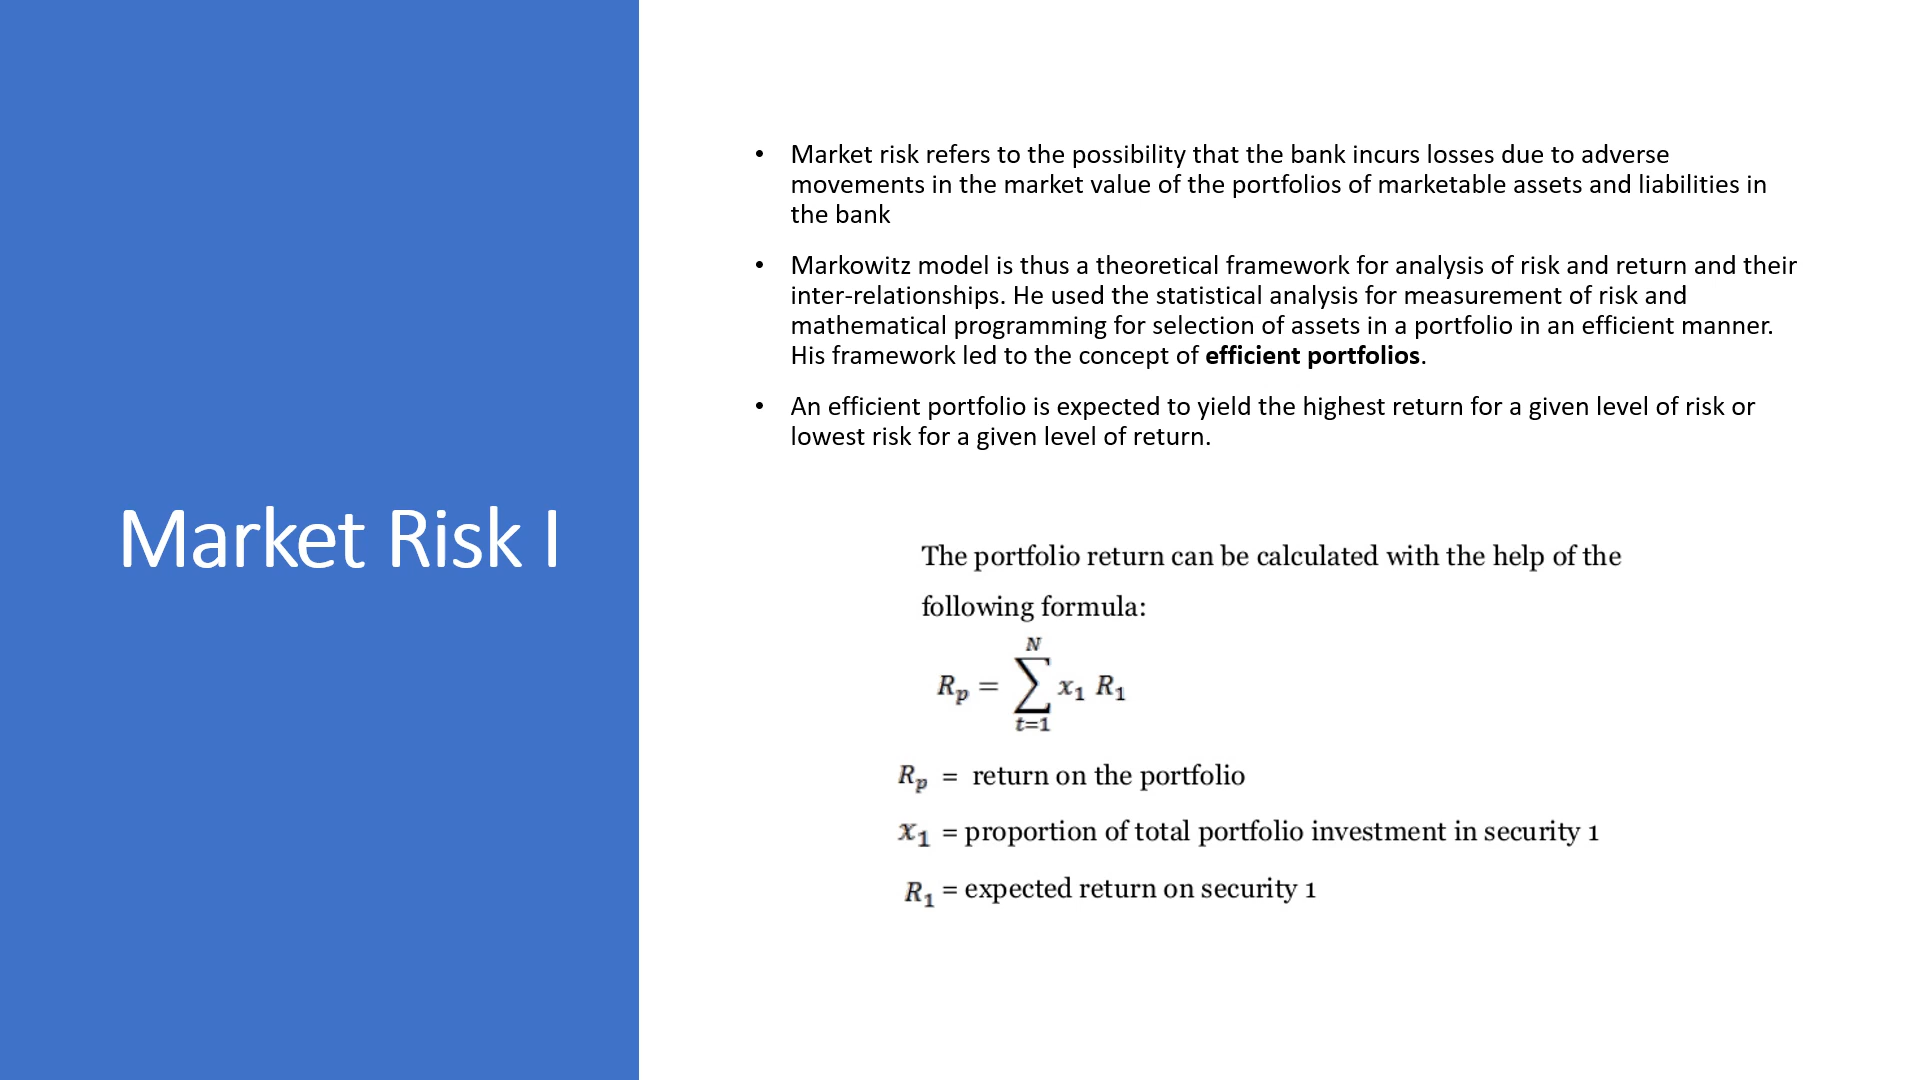 Market Risk I
• Market risk refers to the possibility that the bank incurs losses due to adverse
movements in the market value of the portfolios of marketable assets and liabilities in
the bank
• Markowitz model is thus a theoretical framework for analysis of risk and return and their
inter-relationships. He used the statistical analysis for measurement of risk and
mathematical programming for selection of assets in a portfolio in an efficient manner.
His framework led to the concept of efficient portfolios.
• An efficient portfolio is expected to yield the highest return for a given level of risk or
lowest risk for a given level of return.
The portfolio return can be calculated with the help of the
following formula:
N
Rₚ = ∑ x₁ R₁
t=1
Rₚ = return on the portfolio
x₁ = proportion of total portfolio investment in security 1
R₁ = expected return on security 1